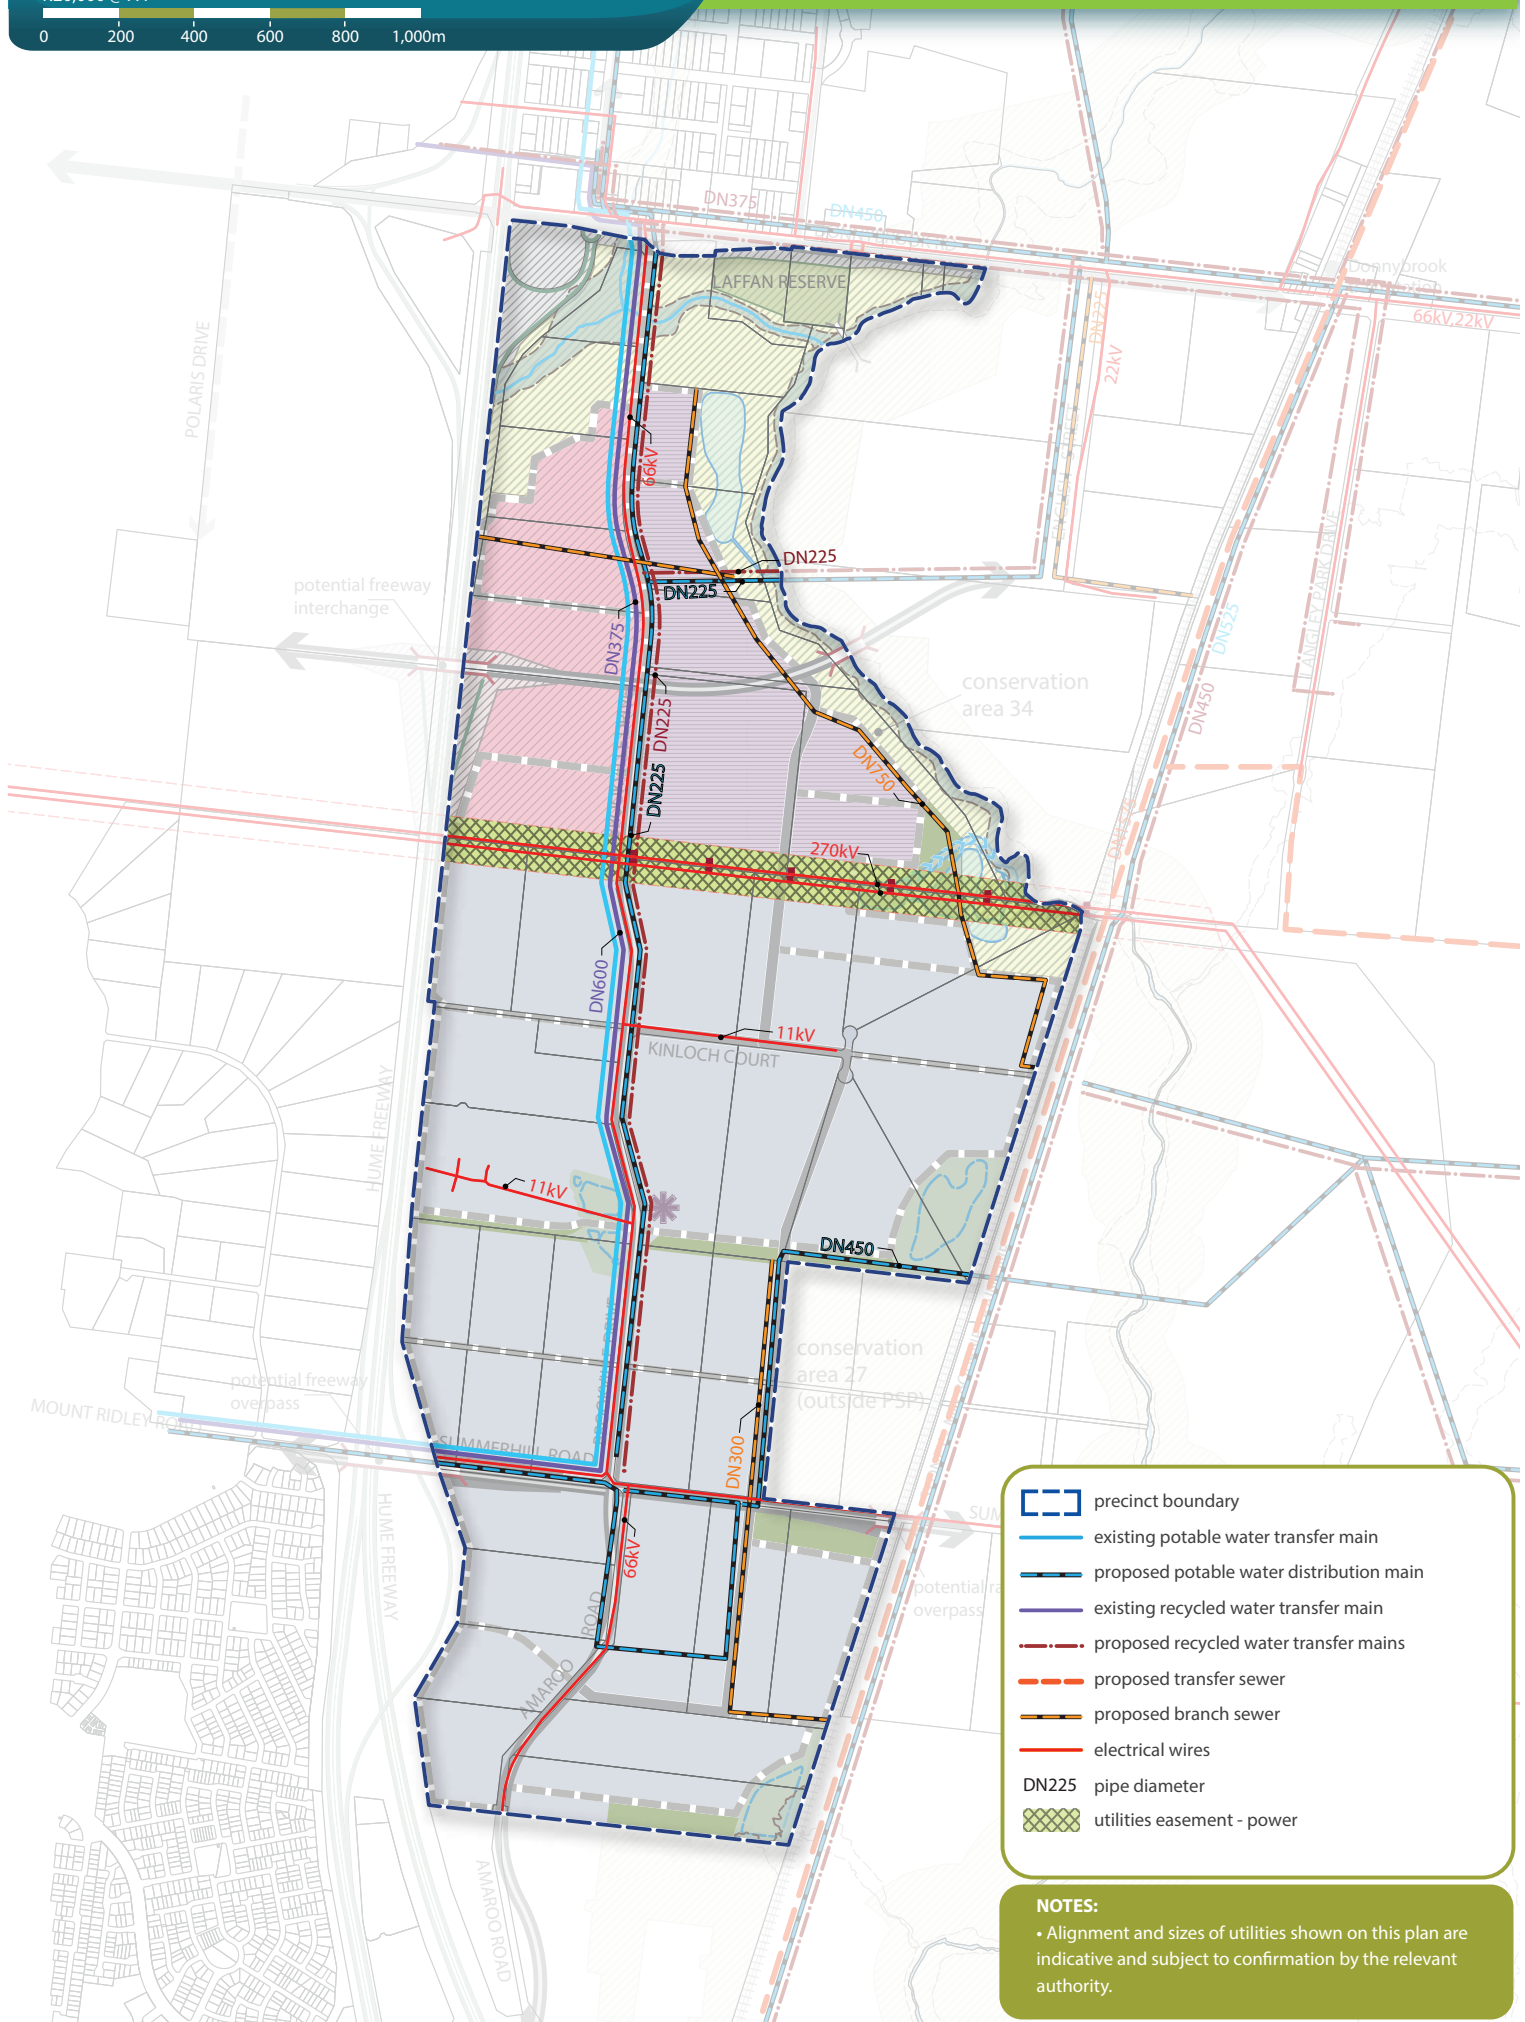 0 200 400 600 800 1,000m
DN375
DN450
LAFFAN RESERVE
Donnybrook
66kV,22kV
DN225
22kV
POLARIS DRIVE
66kV
DN225
DN225
potential freeway
interchange
DN375
LANGLEY PARK DRIVE
DN525
conservation
area 34
DN450
DN225
DN225
DN750
270kV
DN600
11kV
KINLOCH COURT
HUME FREEWAY
11kV
DN450
conservation
area 27
(outside PSP)
potential freeway
overpass
MOUNT RIDLEY ROAD
SUMMERHILL ROAD
DN300
HUME FREEWAY
66kV
AMAROO
ROAD
overpass
AMAROO ROAD
precinct boundary
existing potable water transfer main
proposed potable water distribution main
existing recycled water transfer main
proposed recycled water transfer mains
proposed transfer sewer
proposed branch sewer
electrical wires
DN225 pipe diameter
utilities easement - power
NOTES:
• Alignment and sizes of utilities shown on this plan are
indicative and subject to confirmation by the relevant
authority.